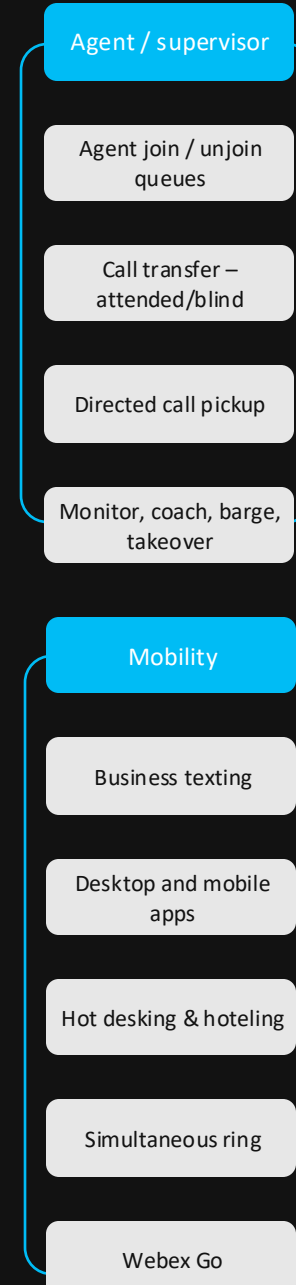 Agent / supervisor
Agent join / unjoin
queues
Call transfer –
attended/blind
Directed call pickup
Monitor, coach, barge,
takeover
Mobility
Business texting
Desktop and mobile
apps
Hot desking & hoteling
Simultaneous ring
Webex Go